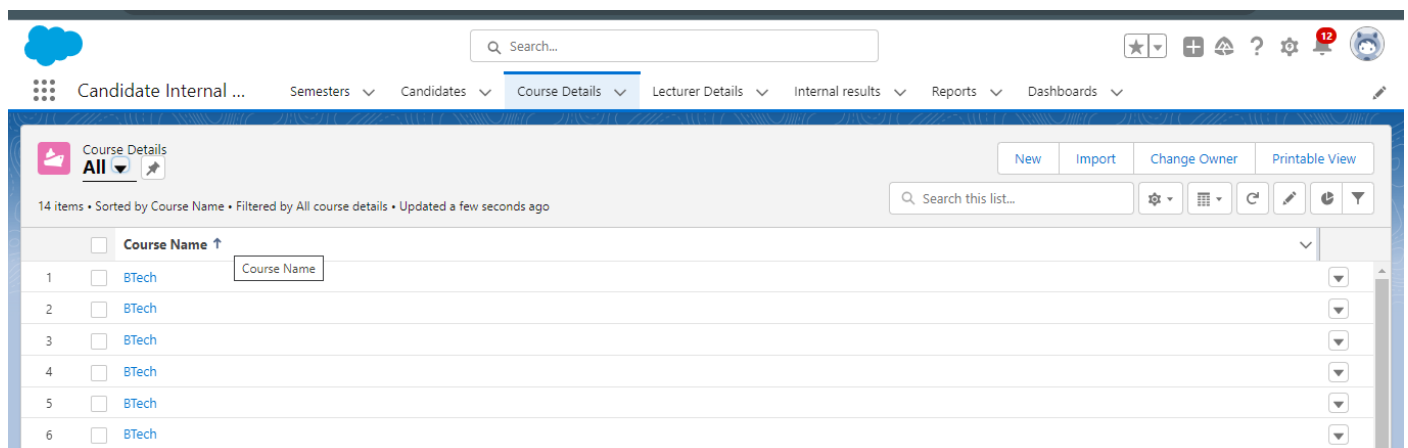 Search...
12
Candidate Internal ... Semesters Candidates Course Details Lecturer Details Internal results Reports Dashboards
Course Details
All
New Import Change Owner Printable View
14 items • Sorted by Course Name • Filtered by All course details • Updated a few seconds ago
Search this list...
Course Name ↑
Course Name
1 BTech
2 BTech
3 BTech
4 BTech
5 BTech
6 BTech